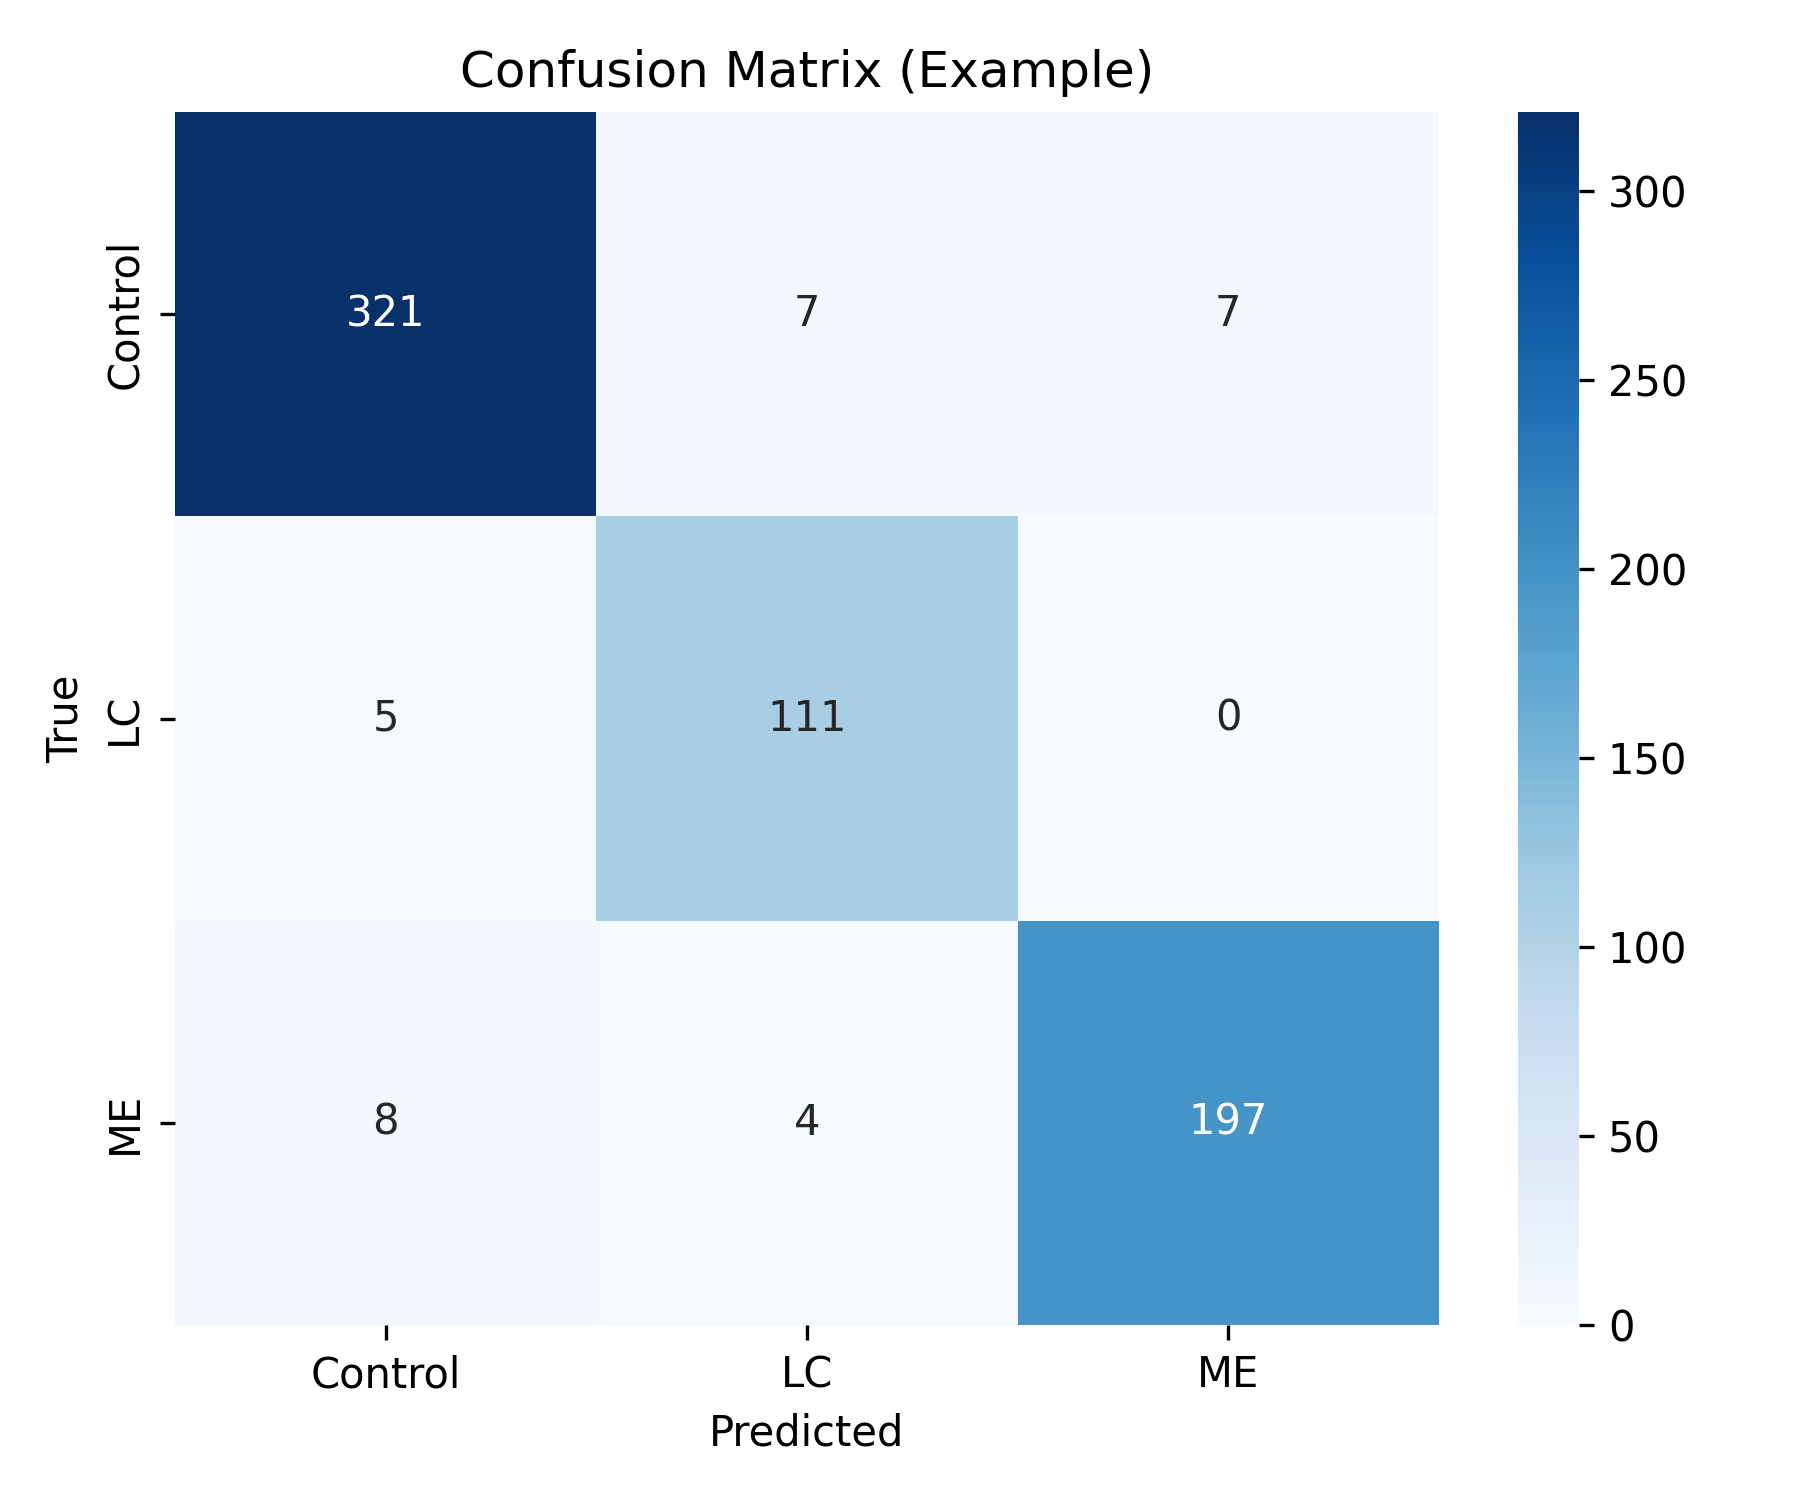 Confusion Matrix (Example)
True
Control
321 7 7
LC
5 111 0
ME
8 4 197
Control LC ME
Predicted
300
250
200
150
100
50
0